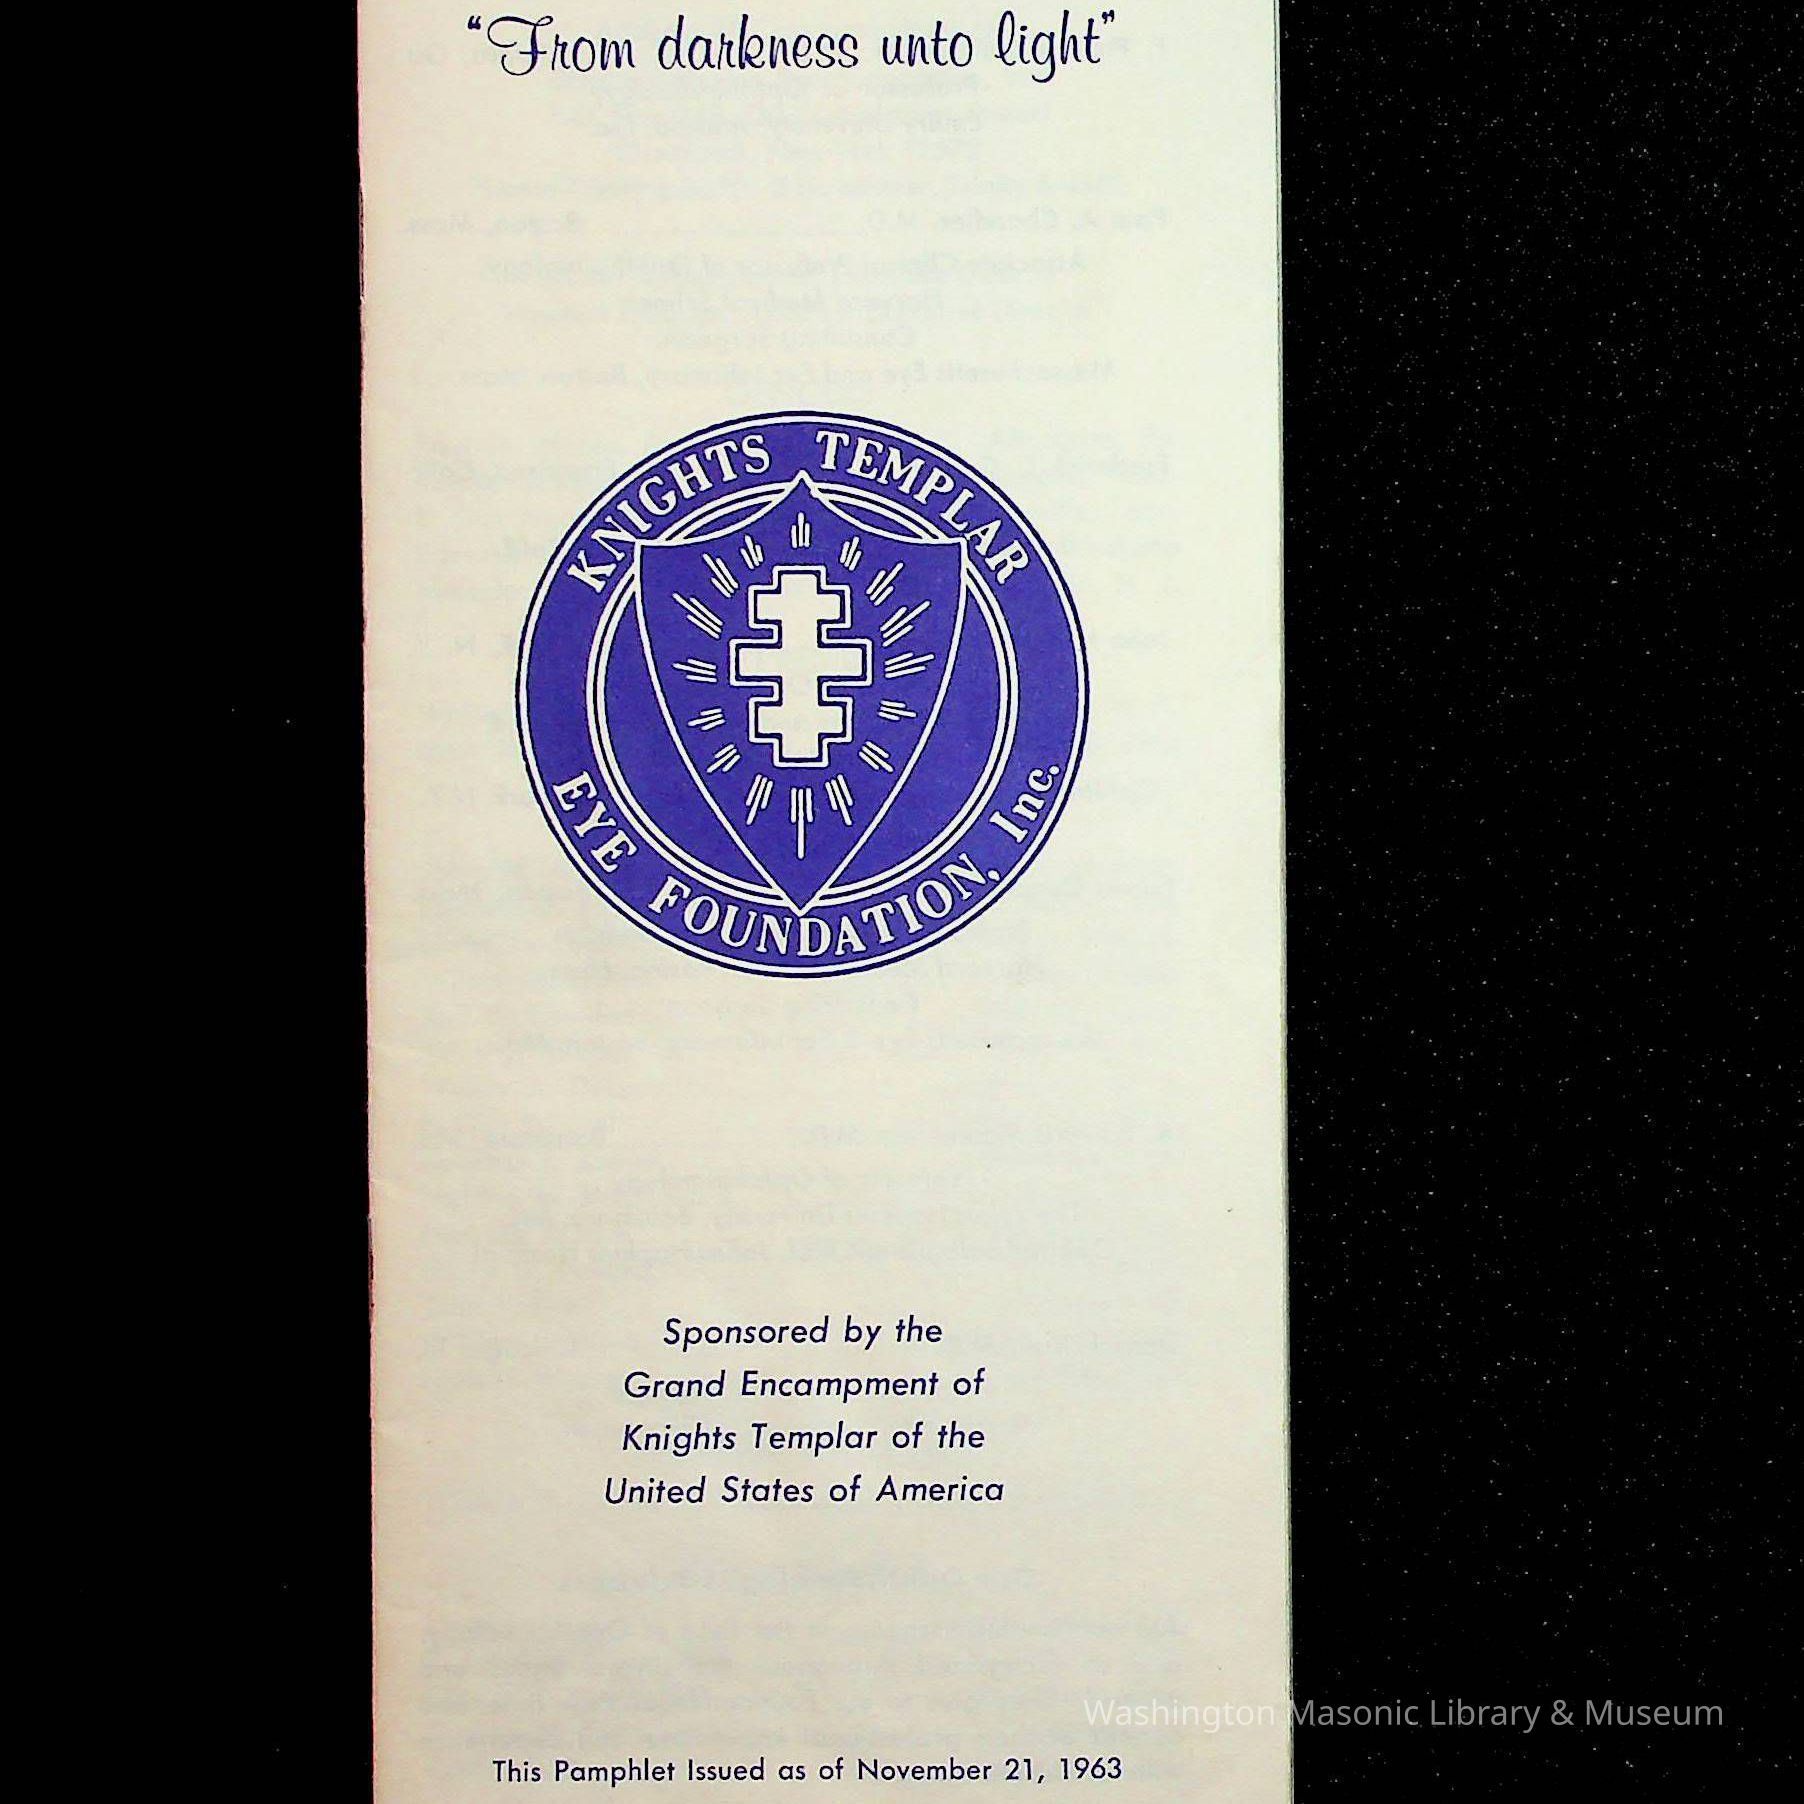 “From darkness unto light”
KNIGHTS TEMPLAR
EYE FOUNDATION, Inc.
Sponsored by the
Grand Encampment of
Knights Templar of the
United States of America
Washington Masonic Library & Museum
This Pamphlet Issued as of November 21, 1963